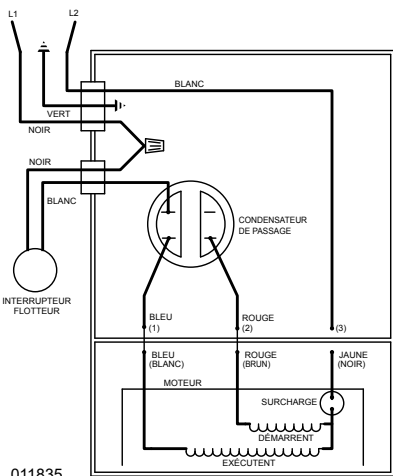 L1
L2
BLANC
VERT
NOIR
NOIR
BLANC
CONDENSATEUR
DE PASSAGE
INTERRUPTEUR
FLOTTEUR
BLEU
(1)
ROUGE
(2)
(3)
BLEU
(BLANC)
ROUGE
(BRUN)
JAUNE
(NOIR)
MOTEUR
SURCHARGE
DÉMARRENT
EXÉCUTENT
011835